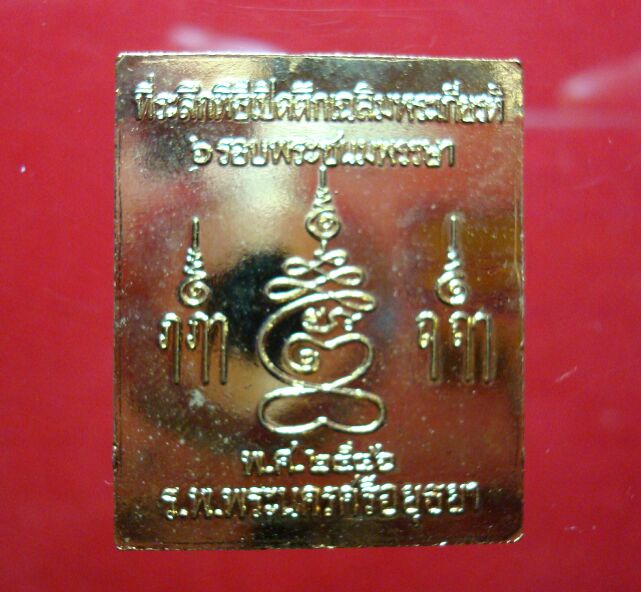 ที่ระลึกพิธีเปิดตึกเฉลิมพระเกียรติ
๖ รอบพระชนมพรรษา
พ.ศ.๒๕๔๖
ร.พ.พระนครศรีอยุธยา